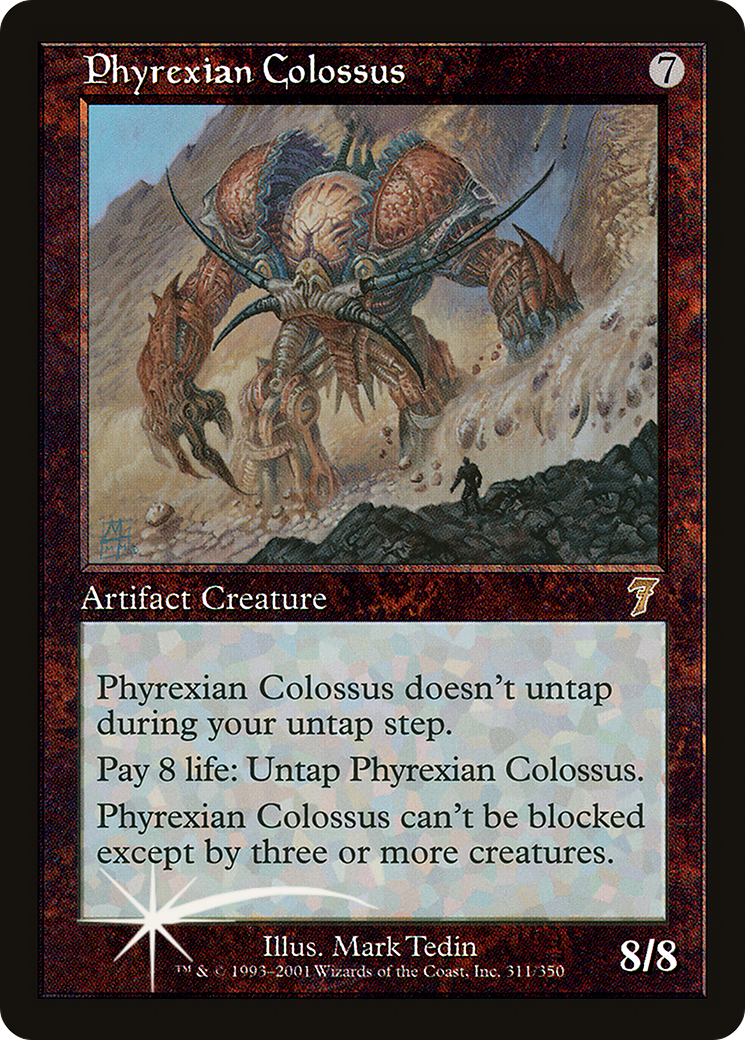 Phyrexian Colossus 7
Artifact Creature 7
Phyrexian Colossus doesn't untap
during your untap step.
Pay 8 life: Untap Phyrexian Colossus.
Phyrexian Colossus can't be blocked
except by three or more creatures.
Illus. Mark Tedin
8/8
™ & © 1993–2001 Wizards of the Coast, Inc. 311/350